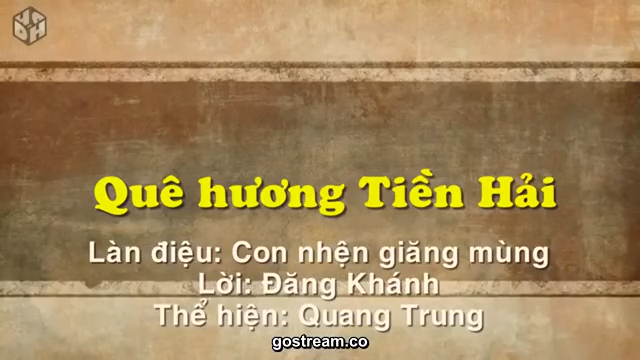 Quê hương Tiền Hải
Làn điệu: Con nhện giăng mùng
Lời: Đăng Khánh
Thể hiện: Quang Trung
gostream.co